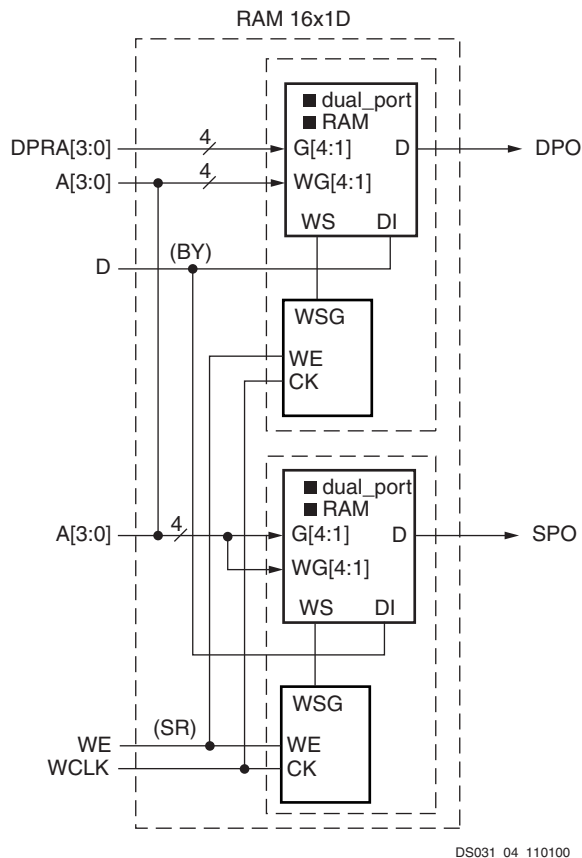 RAM 16x1D
dual_port
RAM
DPRA[3:0] 4 G[4:1] D DPO
A[3:0] 4 WG[4:1]
WS DI
D (BY)
WSG
WE
CK
dual_port
RAM
A[3:0] 4 G[4:1] D SPO
WG[4:1]
WS DI
WSG
WE (SR) WE
WCLK CK
DS031_04_110100